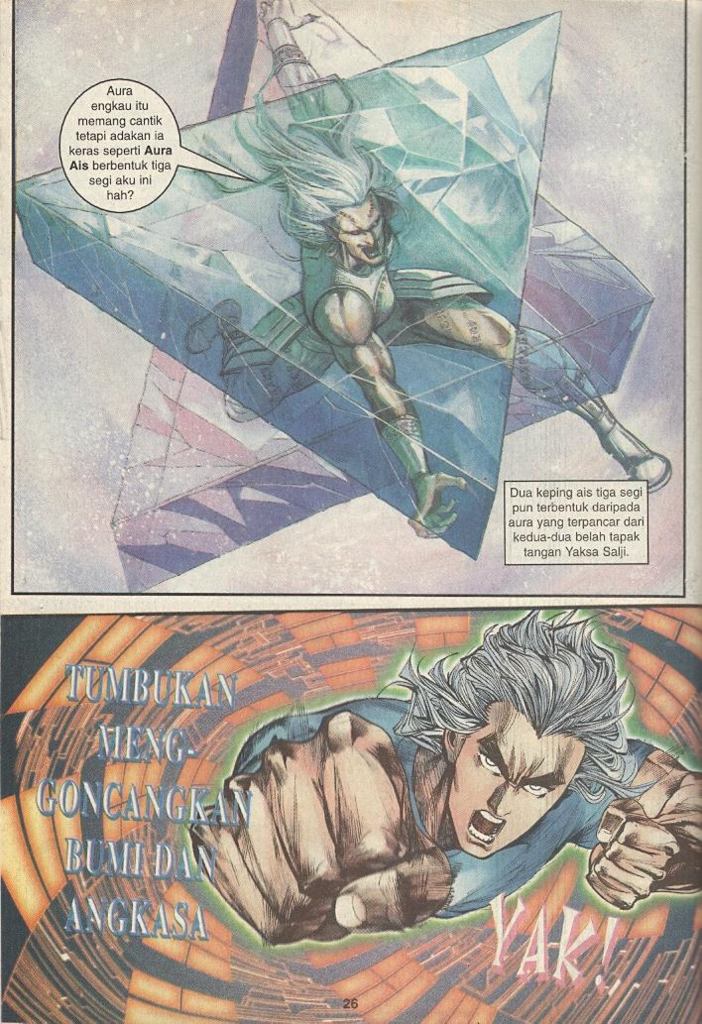 Aura
engkau itu
memang cantik
tetapi adakan ia
keras seperti Aura
Ais berbentuk tiga
segi aku ini
hah?
Dua keping ais tiga segi
pun terbentuk daripada
aura yang terpancar dari
kedua-dua belah tapak
tangan Yaksa Salji.
TUMBUKAN
MENG-
GONCANGKAN
BUMI DAN
ANGKASA
YAK!
26